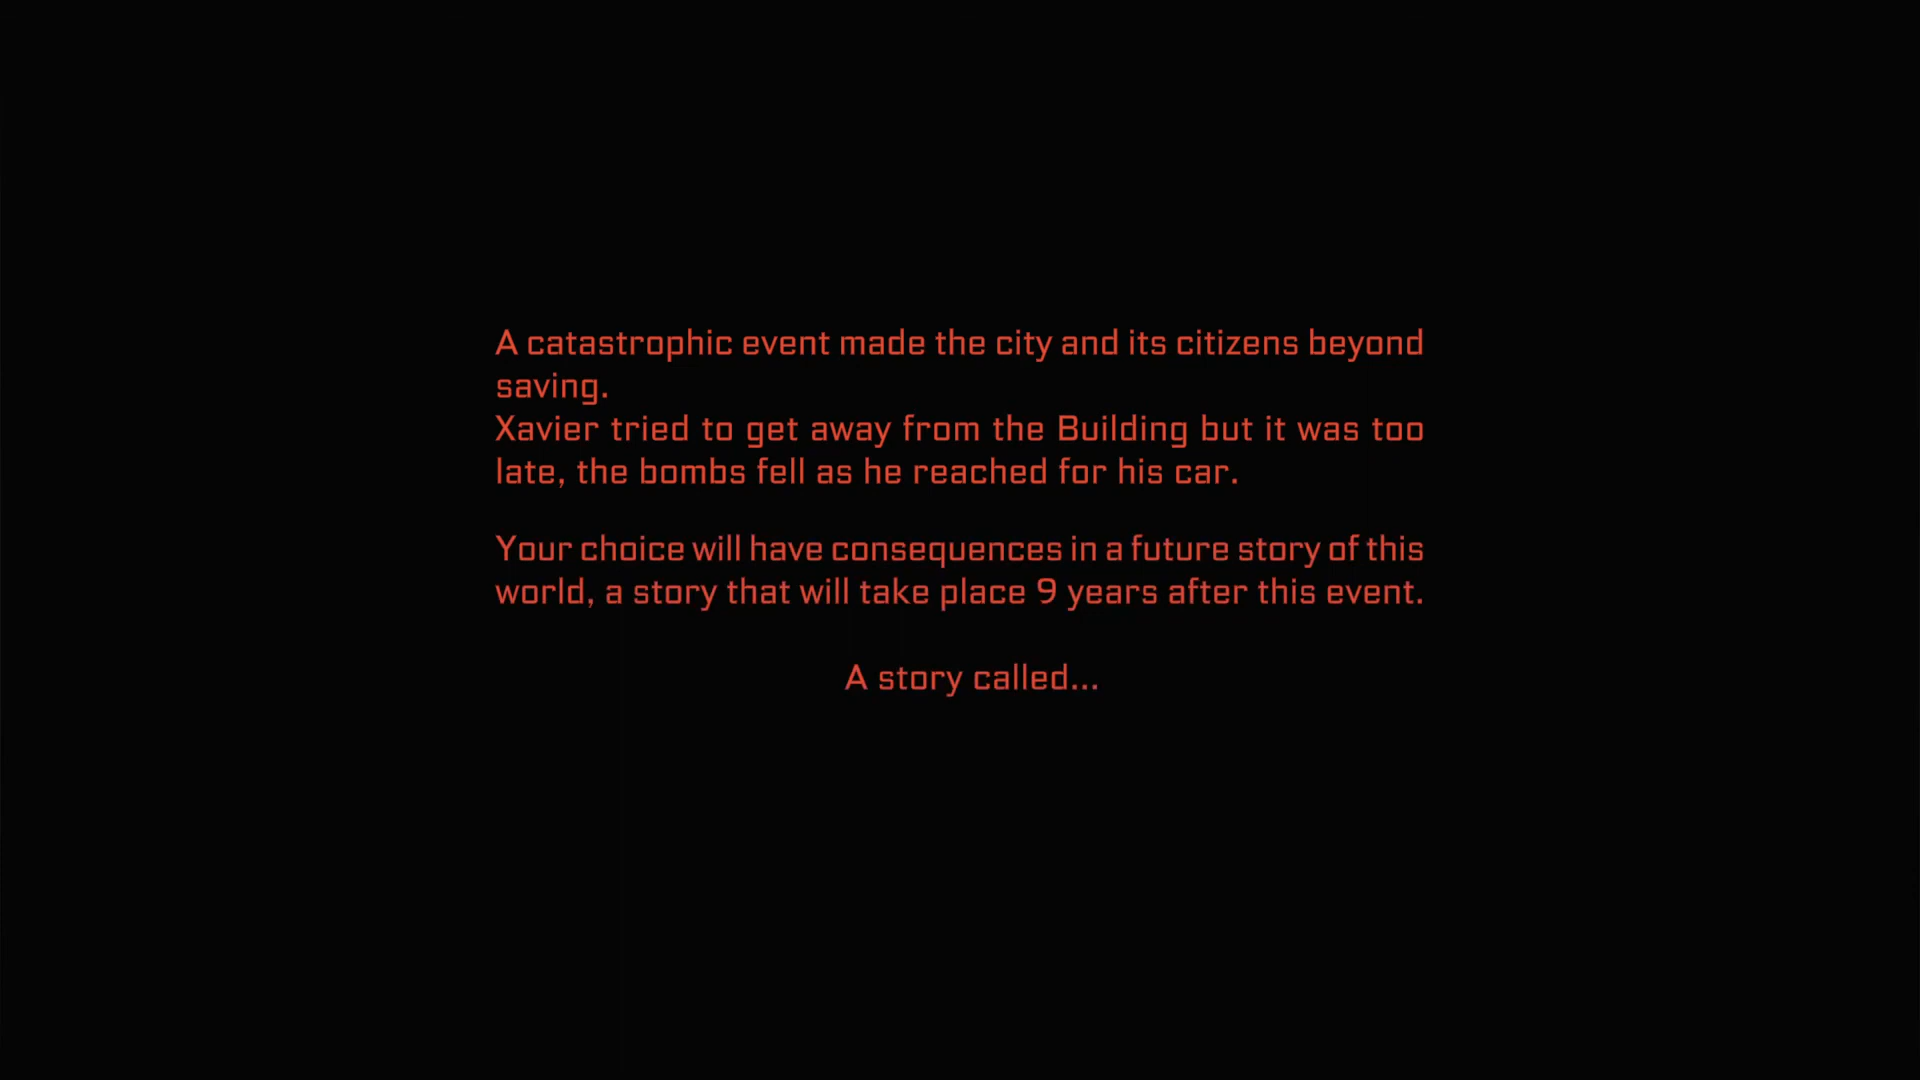 A catastrophic event made the city and its citizens beyond
saving.
Xavier tried to get away from the Building but it was too
late, the bombs fell as he reached for his car.
Your choice will have consequences in a future story of this
world, a story that will take place 9 years after this event.
A story called...